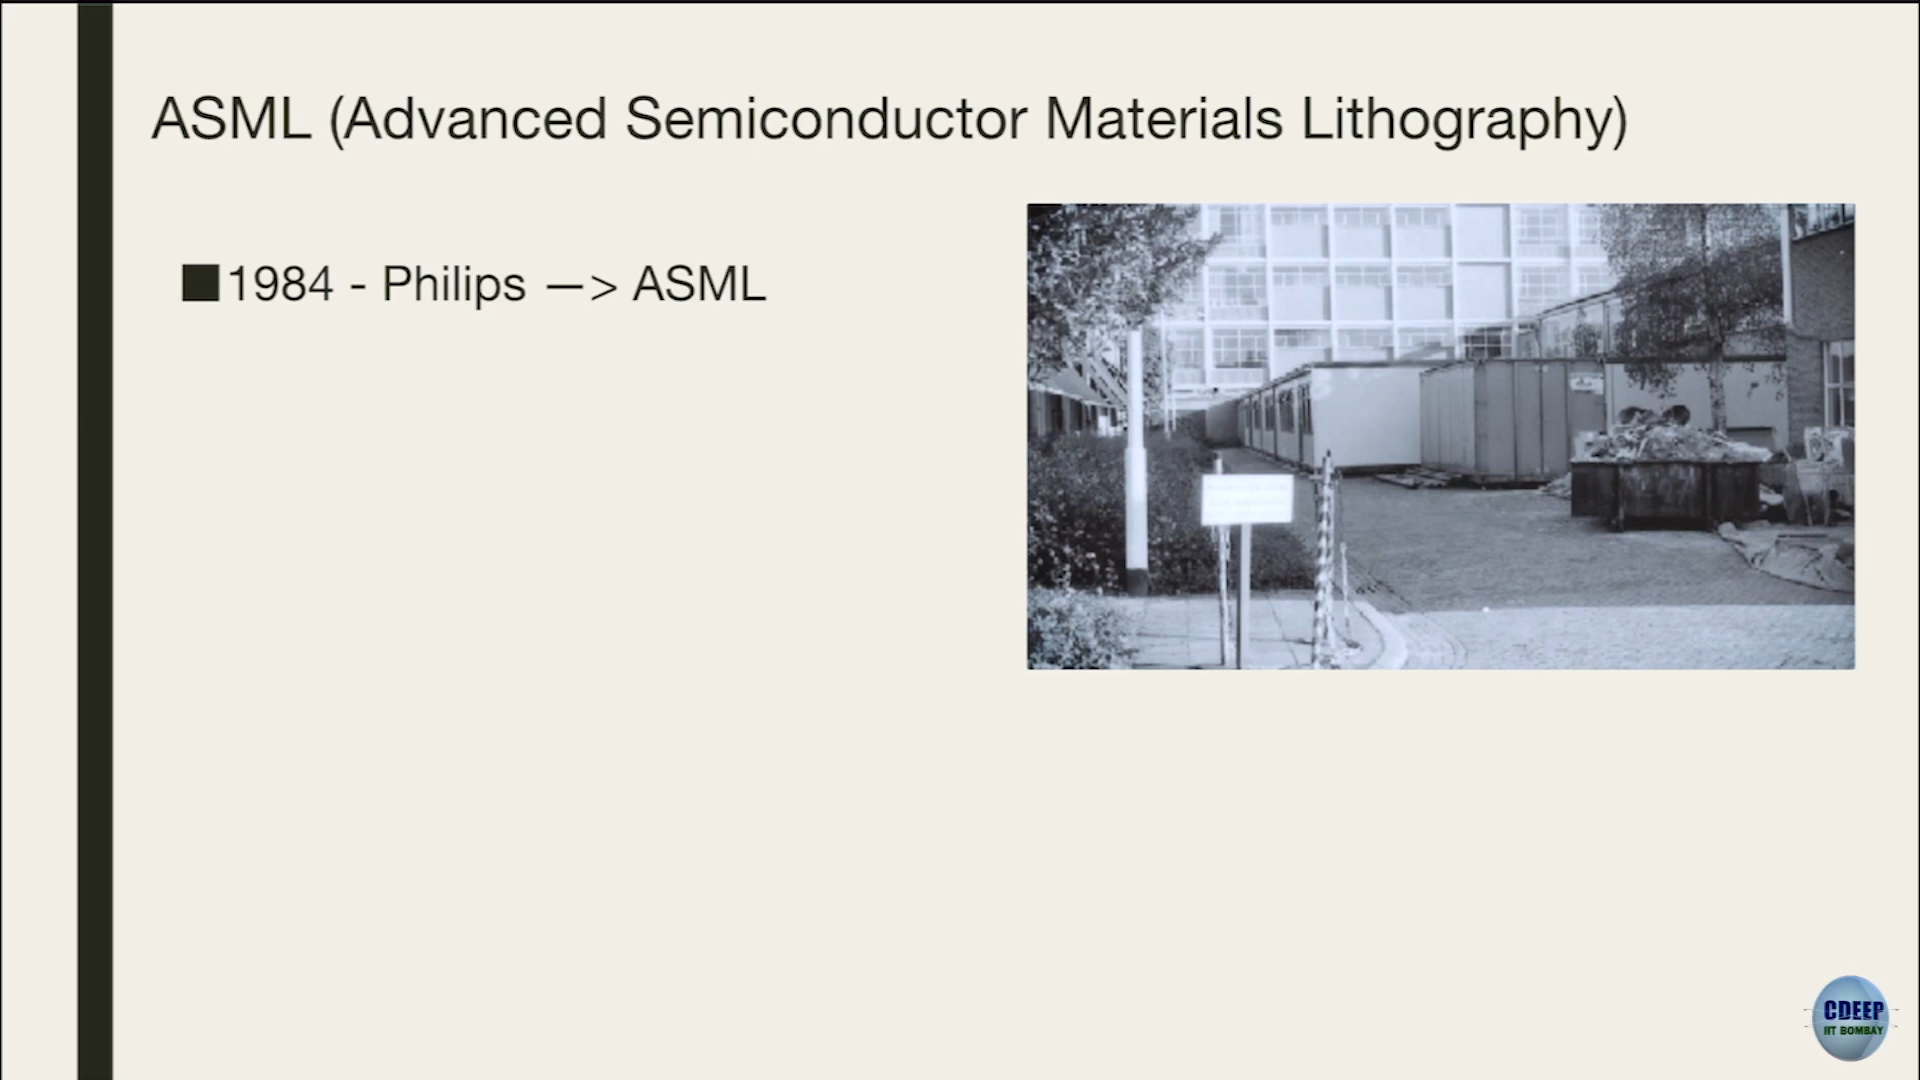 ASML (Advanced Semiconductor Materials Lithography)
1984 - Philips —> ASML
CDEEP
IIT BOMBAY